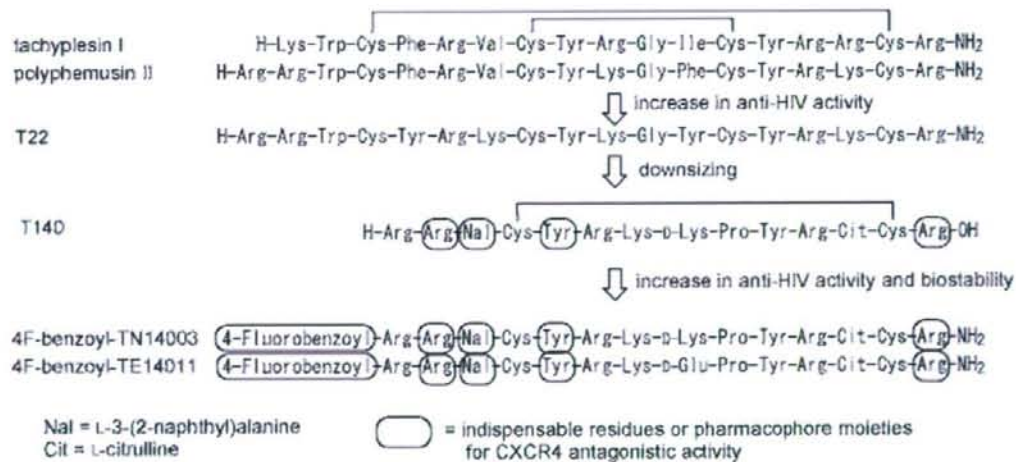 tachyplesin I H-Lys-Trp-Cys-Phe-Arg-Val-Cys-Tyr-Arg-Gly-Ile-Cys-Tyr-Arg-Arg-Cys-Arg-NH2
polyphemusin II H-Arg-Arg-Trp-Cys-Phe-Arg-Val-Cys-Tyr-Lys-Gly-Phe-Cys-Tyr-Arg-Lys-Cys-Arg-NH2
increase in anti-HIV activity
T22 H-Arg-Arg-Trp-Cys-Tyr-Arg-Lys-Cys-Tyr-Lys-Gly-Tyr-Cys-Tyr-Arg-Lys-Cys-Arg-NH2
downsizing
T140 H-Arg-Arg-Nal-Cys-Tyr-Arg-Lys-D-Lys-Pro-Tyr-Arg-Cit-Cys-Arg-OH
increase in anti-HIV activity and biostability
4F-benzoyl-TN14003 4-Fluorobenzoyl-Arg-Arg-Nal-Cys-Tyr-Arg-Lys-D-Lys-Pro-Tyr-Arg-Cit-Cys-Arg-NH2
4F-benzoyl-TE14011 4-Fluorobenzoyl-Arg-Arg-Nal-Cys-Tyr-Arg-Lys-D-Glu-Pro-Tyr-Arg-Cit-Cys-Arg-NH2
Nal = L-3-(2-naphthyl)alanine
Cit = L-citrulline
= indispensable residues or pharmacophore moieties
for CXCR4 antagonistic activity